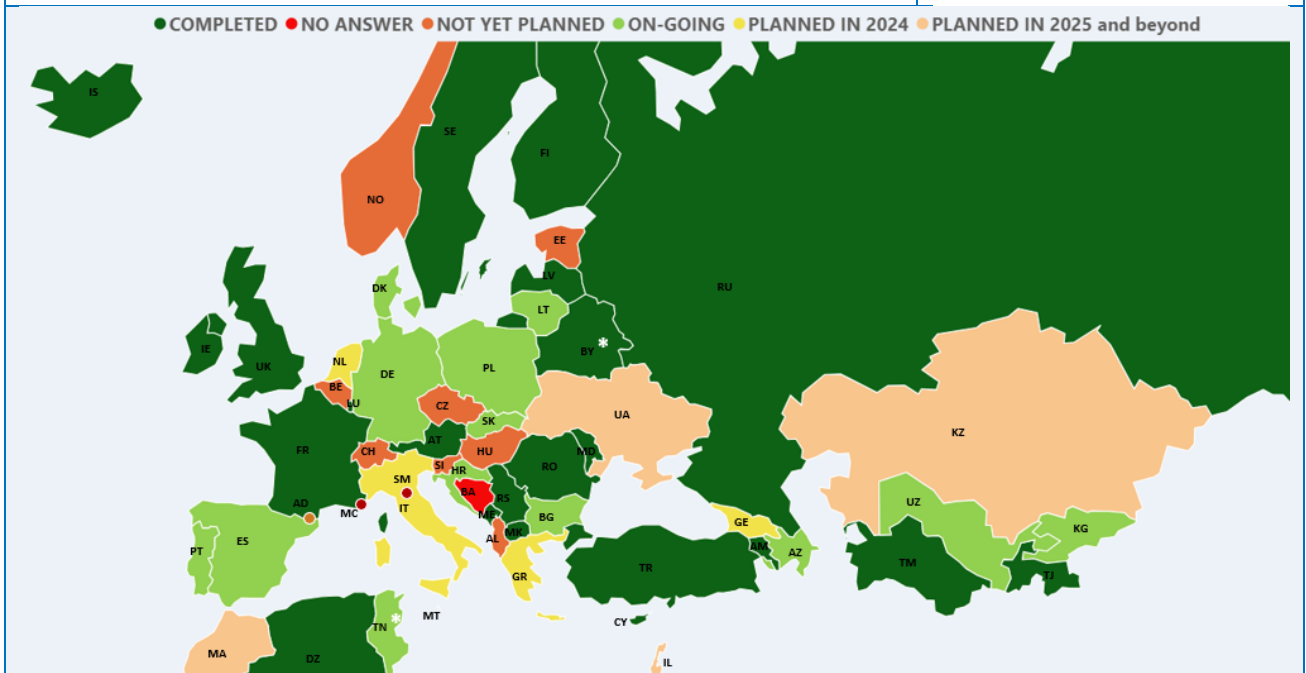 COMPLETED NO ANSWER NOT YET PLANNED ON-GOING PLANNED IN 2024 PLANNED IN 2025 and beyond
IS
SE
FI
NO
EE
LV
DK
RU
LT
IE
BY *
UK
NL
DE
PL
BE
LU
CZ
UA
SK
KZ
FR
AT
CH
HU
MD
SI
HR
RO
SM
BA
RS
AD
MC
IT
ME
UZ
BG
GE
KG
ES
MK
AL
PT
AM
AZ
TM
TR
GR
TJ
MT
CY
TN *
MA
DZ
IL